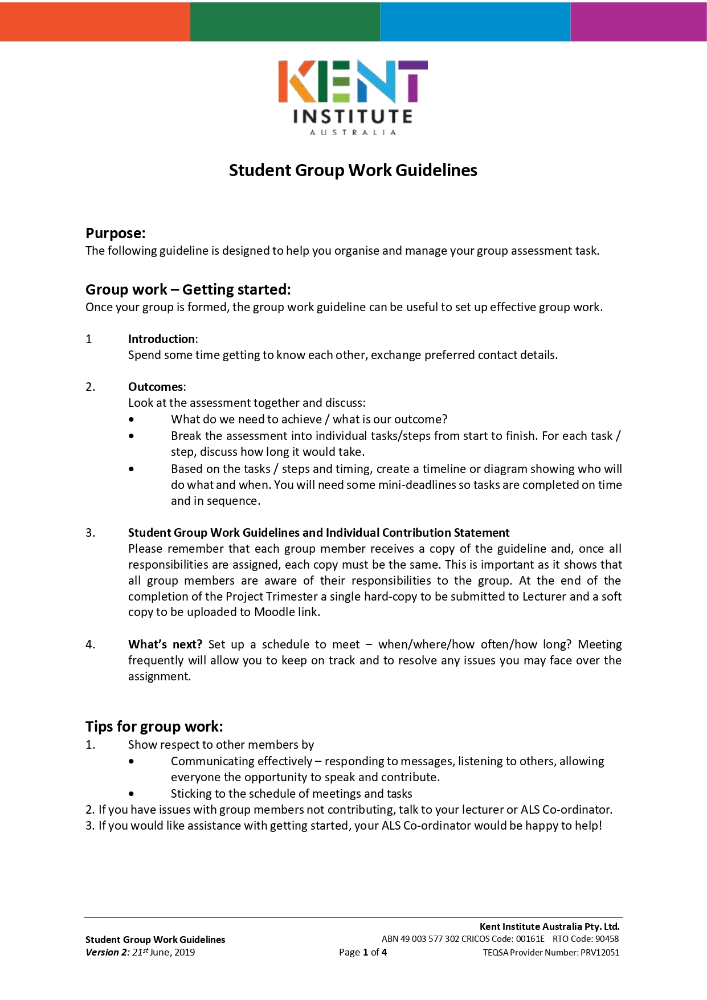 KENT
INSTITUTE
AUSTRALIA
Student Group Work Guidelines
Purpose:
The following guideline is designed to help you organise and manage your group assessment task.
Group work – Getting started:
Once your group is formed, the group work guideline can be useful to set up effective group work.
1 Introduction:
Spend some time getting to know each other, exchange preferred contact details.
2. Outcomes:
Look at the assessment together and discuss:
• What do we need to achieve / what is our outcome?
• Break the assessment into individual tasks/steps from start to finish. For each task /
step, discuss how long it would take.
• Based on the tasks / steps and timing, create a timeline or diagram showing who will
do what and when. You will need some mini-deadlines so tasks are completed on time
and in sequence.
3. Student Group Work Guidelines and Individual Contribution Statement
Please remember that each group member receives a copy of the guideline and, once all
responsibilities are assigned, each copy must be the same. This is important as it shows that
all group members are aware of their responsibilities to the group. At the end of the
completion of the Project Trimester a single hard-copy to be submitted to Lecturer and a soft
copy to be uploaded to Moodle link.
4. What’s next? Set up a schedule to meet – when/where/how often/how long? Meeting
frequently will allow you to keep on track and to resolve any issues you may face over the
assignment.
Tips for group work:
1. Show respect to other members by
• Communicating effectively – responding to messages, listening to others, allowing
everyone the opportunity to speak and contribute.
• Sticking to the schedule of meetings and tasks
2. If you have issues with group members not contributing, talk to your lecturer or ALS Co-ordinator.
3. If you would like assistance with getting started, your ALS Co-ordinator would be happy to help!
Kent Institute Australia Pty. Ltd.
Student Group Work Guidelines ABN 49 003 577 302 CRICOS Code: 00161E RTO Code: 90458
Version 2: 21st June, 2019 Page 1 of 4 TEQSA Provider Number: PRV12051